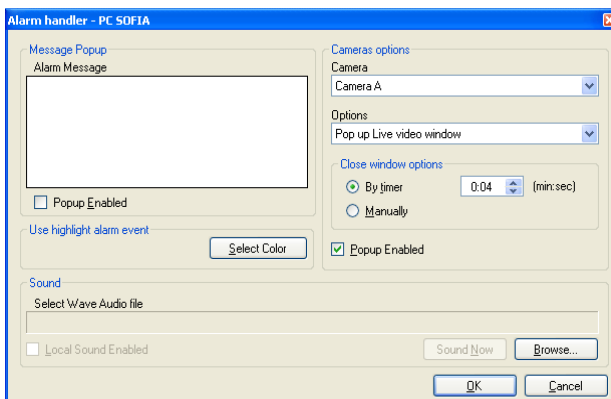 Alarm handler - PC SOFIA
Message Popup
Alarm Message
Popup Enabled
Use highlight alarm event
Select Color
Cameras options
Camera
Camera A
Options
Pop up Live video window
Close window options
By timer
0:04
(min:sec)
Manually
Popup Enabled
Sound
Select Wave Audio file
Local Sound Enabled
Sound Now
Browse...
OK
Cancel